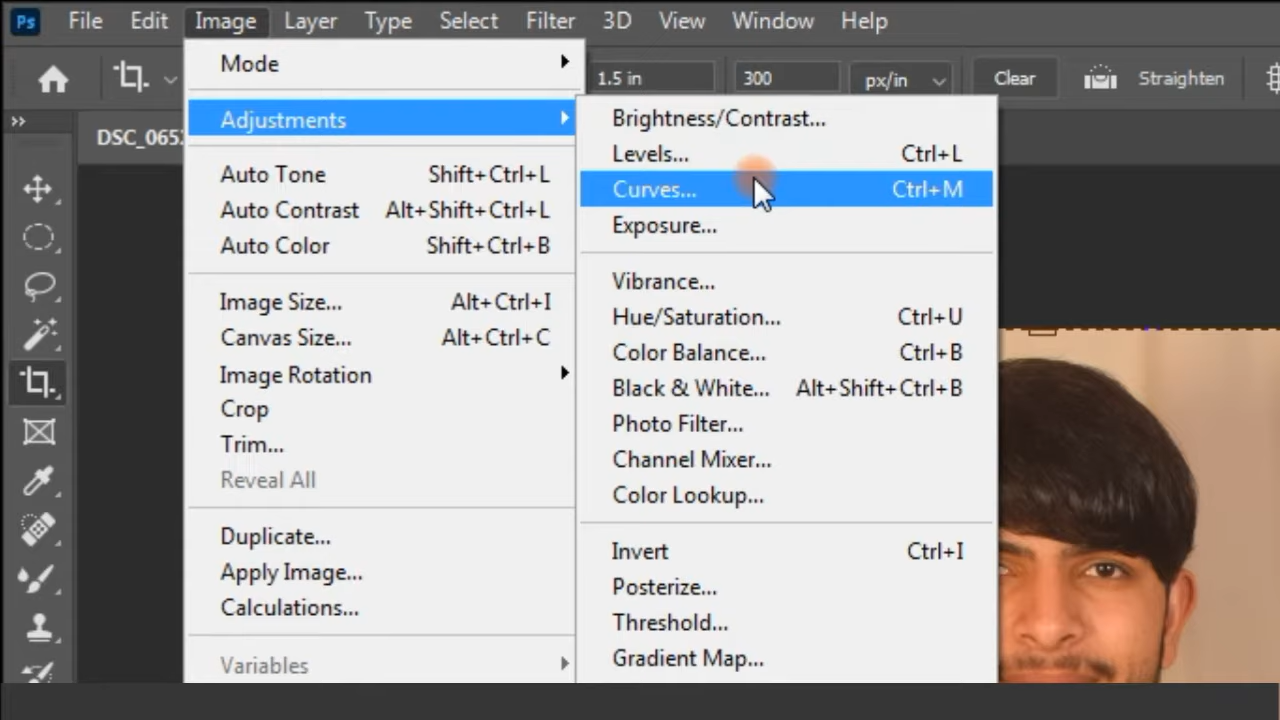 Ps File Edit Image Layer Type Select Filter 3D View Window Help
1.5 in 300 px/in Clear Straighten
DSC_065
Mode
Adjustments
Auto Tone Shift+Ctrl+L
Auto Contrast Alt+Shift+Ctrl+L
Auto Color Shift+Ctrl+B
Image Size... Alt+Ctrl+I
Canvas Size... Alt+Ctrl+C
Image Rotation
Crop
Trim...
Reveal All
Duplicate...
Apply Image...
Calculations...
Variables
Brightness/Contrast...
Levels... Ctrl+L
Curves... Ctrl+M
Exposure...
Vibrance...
Hue/Saturation... Ctrl+U
Color Balance... Ctrl+B
Black & White... Alt+Shift+Ctrl+B
Photo Filter...
Channel Mixer...
Color Lookup...
Invert Ctrl+I
Posterize...
Threshold...
Gradient Map...